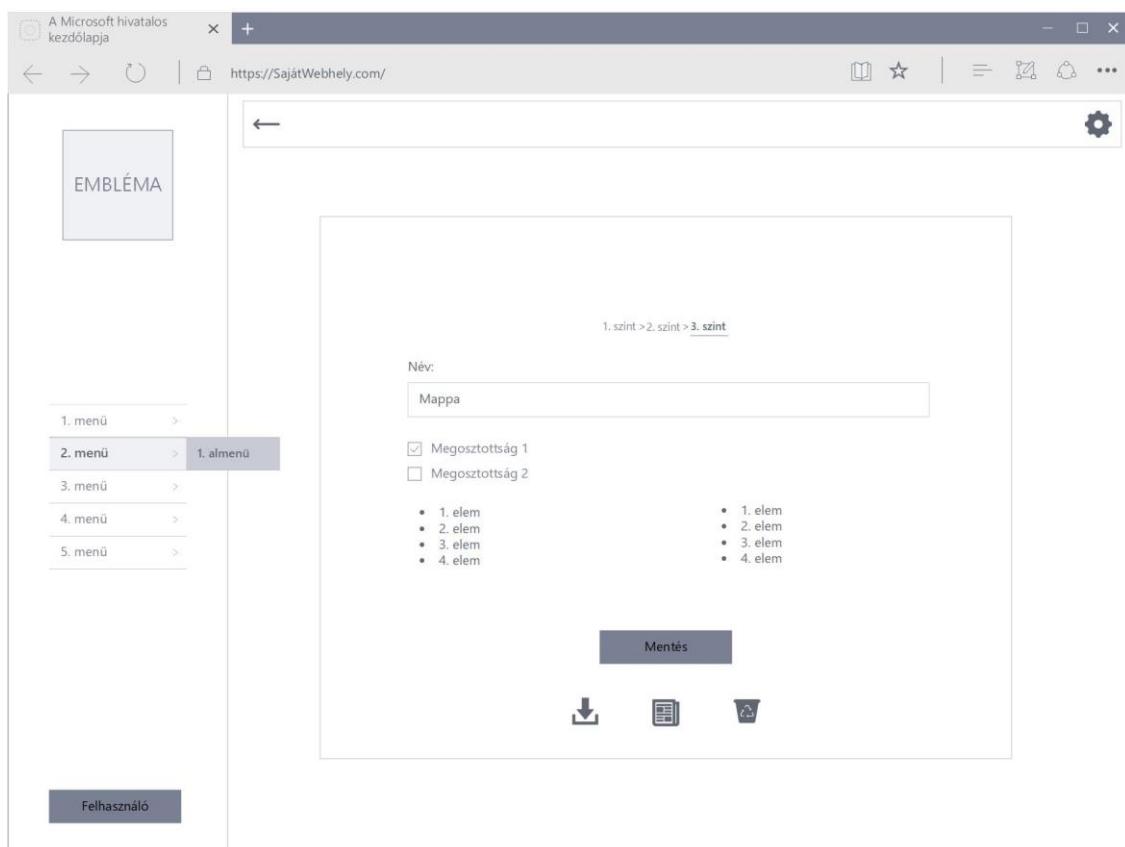 A Microsoft hivatalos
kezdőlapja
https://SajátWebhely.com/
EMBLÉMA
1. szint >2. szint > 3. szint
Név:
Mappa
1. menü
2. menü
1. almenü
3. menü
4. menü
5. menü
Megosztottság 1
Megosztottság 2
1. elem
2. elem
3. elem
4. elem
1. elem
2. elem
3. elem
4. elem
Mentés
Felhasználó